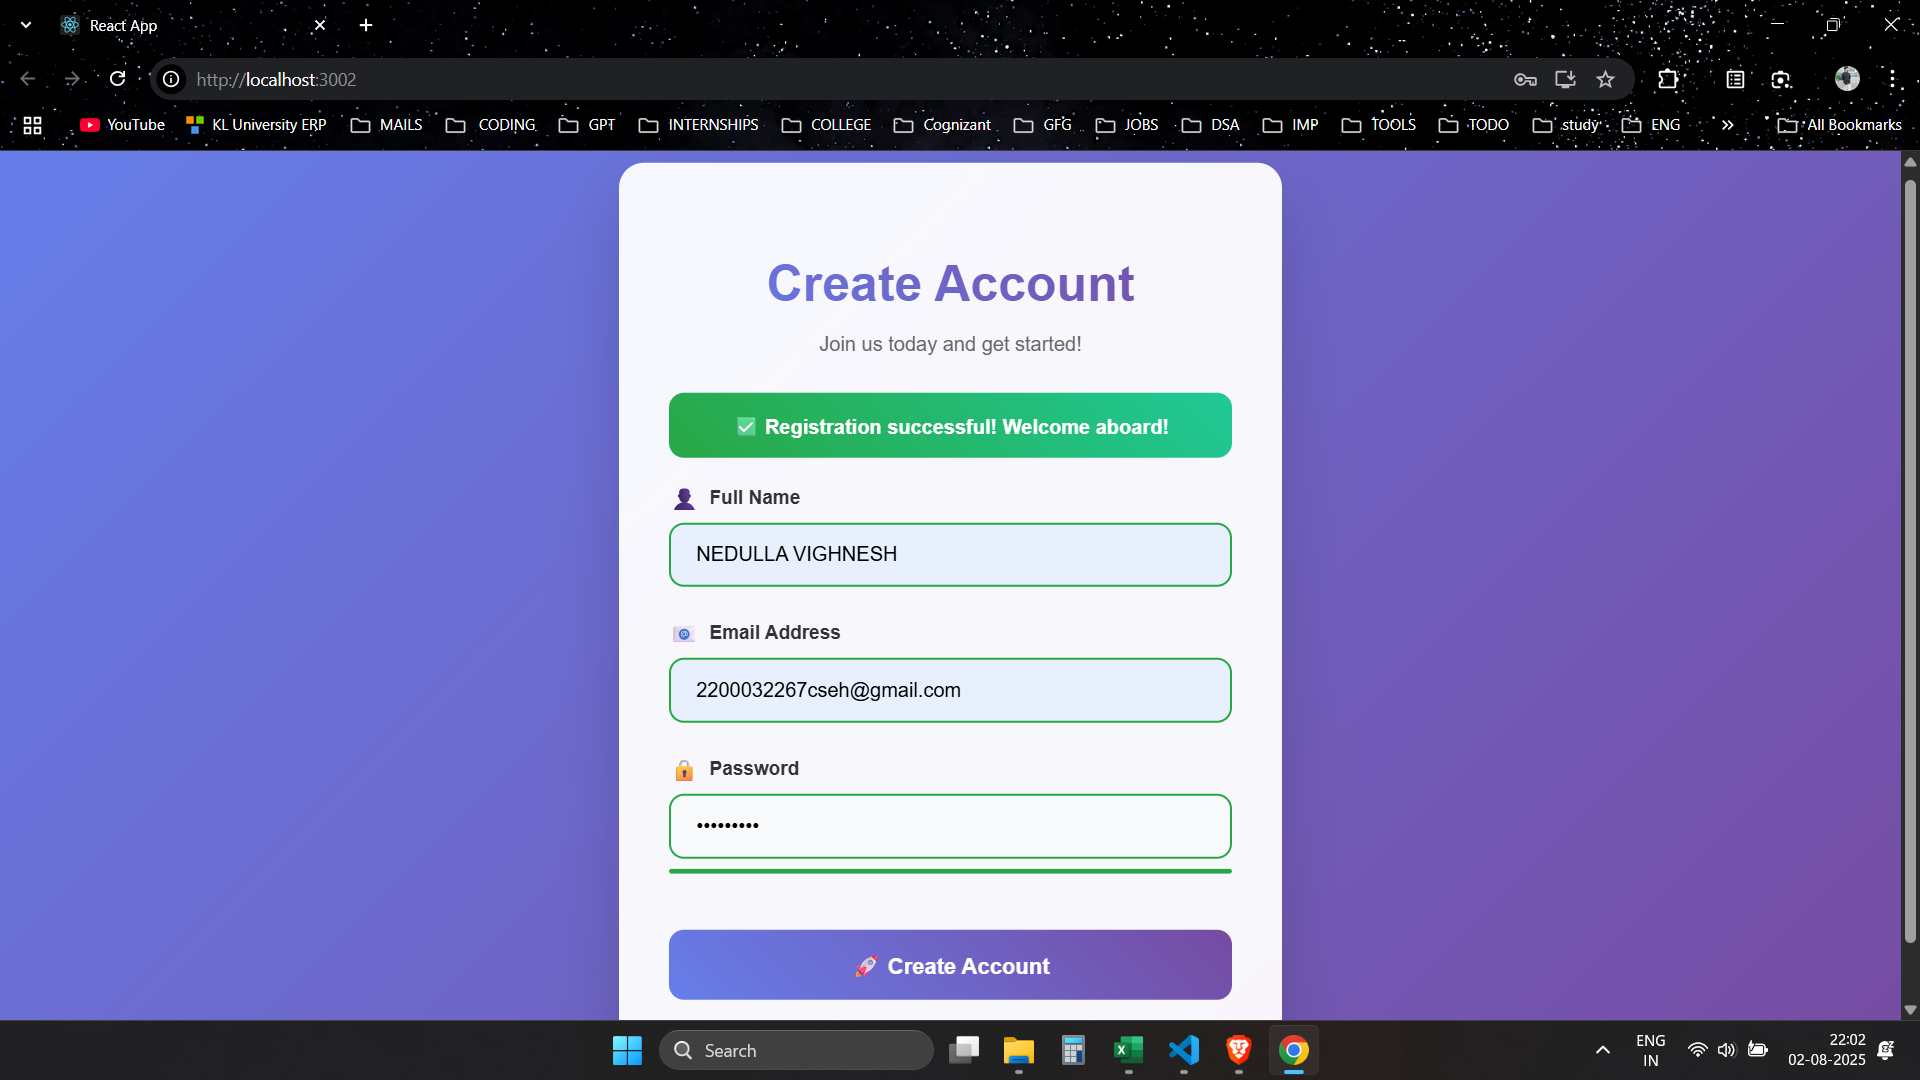 React App
http://localhost:3002
YouTube KL University ERP MAILS CODING GPT INTERNSHIPS COLLEGE Cognizant GFG JOBS DSA IMP TOOLS TODO study ENG » All Bookmarks
Create Account
Join us today and get started!
✅ Registration successful! Welcome aboard!
Full Name
NEDULLA VIGHNESH
Email Address
2200032267cseh@gmail.com
Password
•••••••••
Create Account
Search
ENG
IN
22:02
02-08-2025